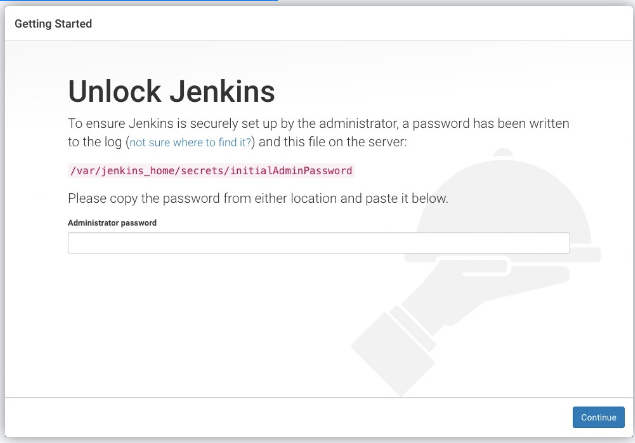 Getting Started
Unlock Jenkins
To ensure Jenkins is securely set up by the administrator, a password has been written
to the log (not sure where to find it?) and this file on the server:
/var/jenkins_home/secrets/initialAdminPassword
Please copy the password from either location and paste it below.
Administrator password
Continue